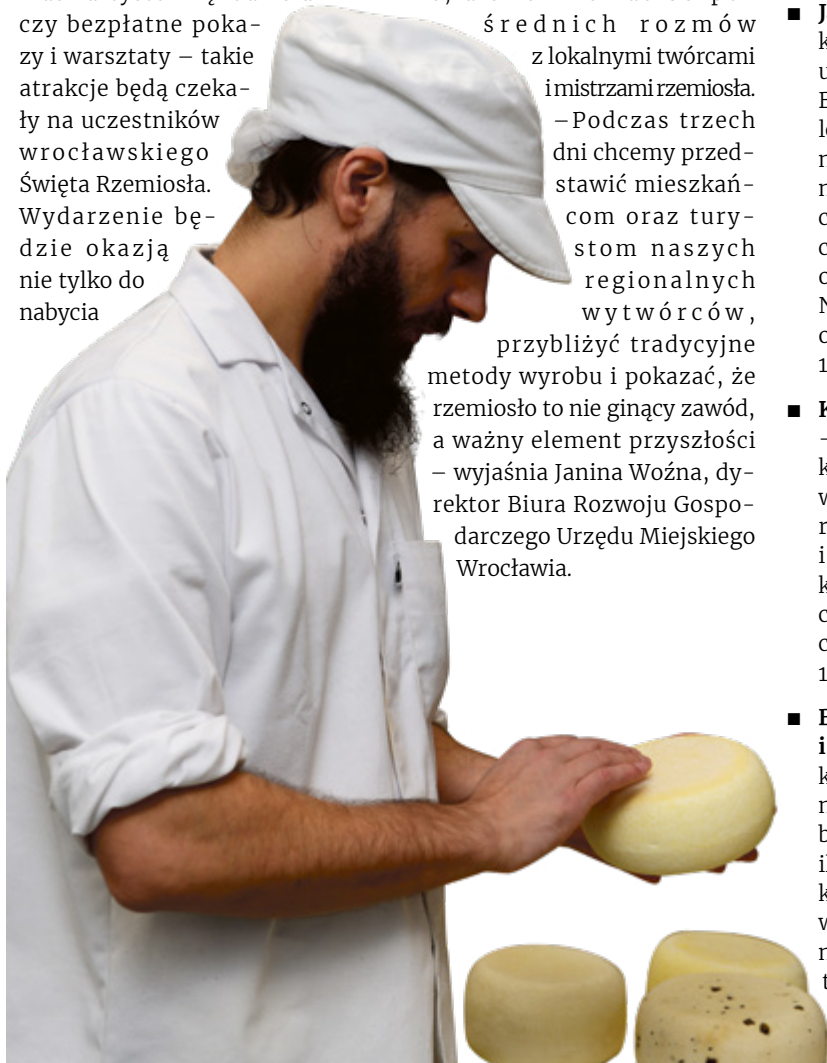 czy bezpłatne poka-
zy i warsztaty – takie
atrakcje będą czeka-
ły na uczestników
wrocławskiego
Święta Rzemiosła.
Wydarzenie bę-
dzie okazją
nie tylko do
nabycia
średnich rozmów
z lokalnymi twórcami
i mistrzami rzemiosła.
– Podczas trzech
dni chcemy przed-
stawić mieszkań-
com oraz tury-
stom naszych
regionalnych
wytwórców,
przybliżyć tradycyjne
metody wyrobu i pokazać, że
rzemiosło to nie ginący zawód,
a ważny element przyszłości
– wyjaśnia Janina Woźna, dy-
rektor Biura Rozwoju Gospo-
darczego Urzędu Miejskiego
Wrocławia.